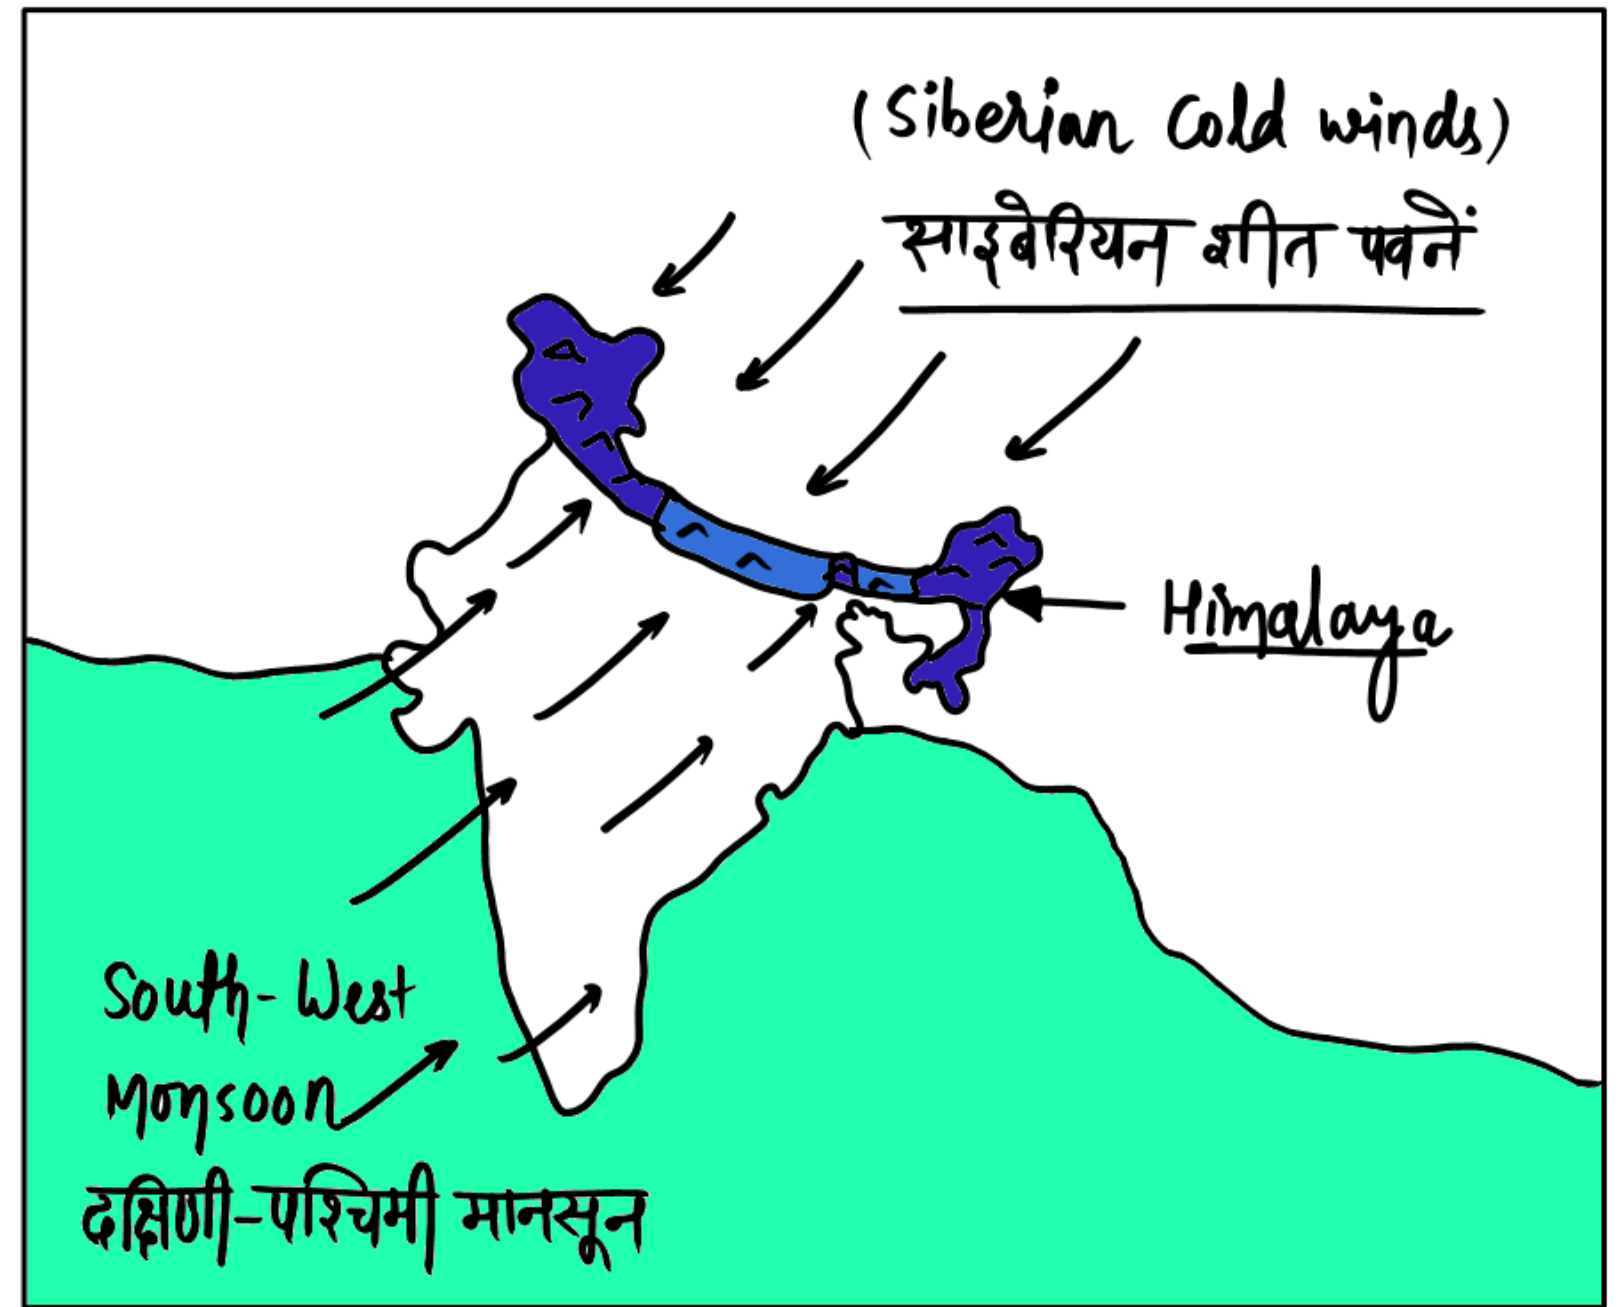 (Siberian Cold winds)
साइबेरियन शीत पवनें
Himalaya
South-West
Monsoon
दक्षिणी-पश्चिमी मानसून